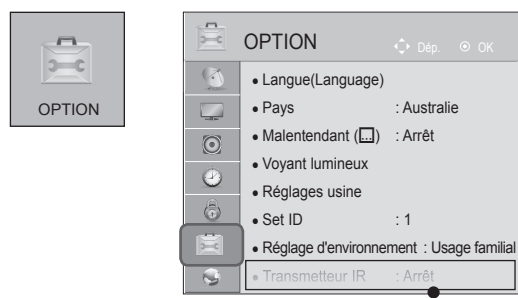 OPTION
OPTION Dép. OK
• Langue(Language)
• Pays : Australie
• Malentendant ( ) : Arrêt
• Voyant lumineux
• Réglages usine
• Set ID : 1
• Réglage d'environnement : Usage familial
• Transmetteur IR : Arrêt